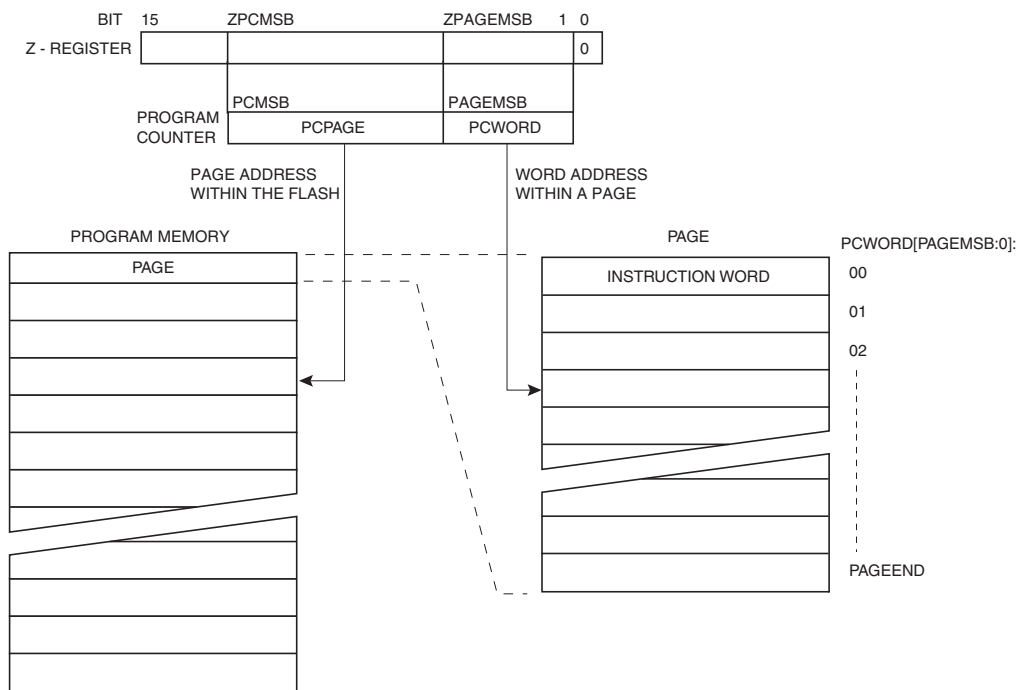 BIT 15 ZPCMSB ZPAGEMSB 1 0
Z - REGISTER 0
PCMSB PAGEMSB
PROGRAM
COUNTER
PCPAGE PCWORD
PAGE ADDRESS
WITHIN THE FLASH
WORD ADDRESS
WITHIN A PAGE
PROGRAM MEMORY
PAGE
PAGE
PCWORD[PAGEMSB:0]:
INSTRUCTION WORD
00
01
02
PAGEEND